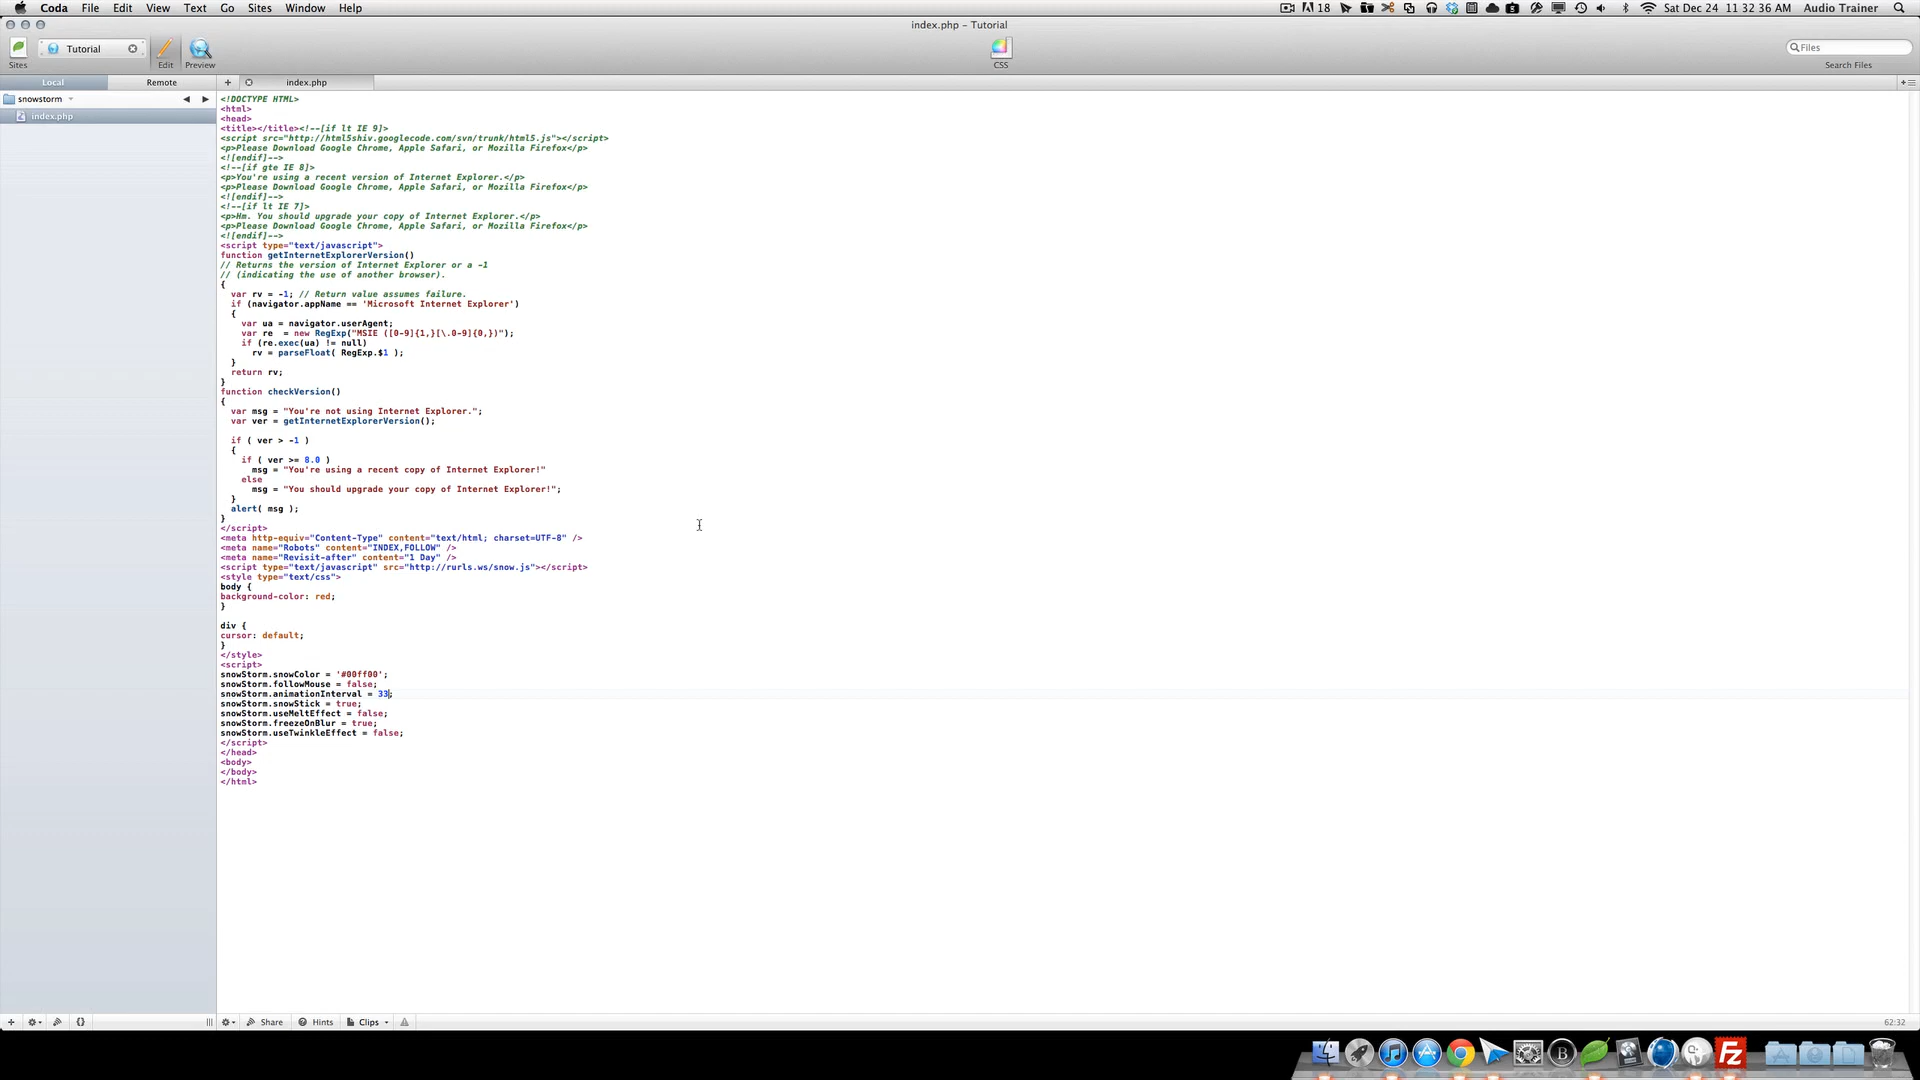 Coda File Edit View Text Go Sites Window Help
18 Sat Dec 24 11 32 36 AM Audio Trainer
index.php – Tutorial
Sites Tutorial Edit Preview CSS Files
Search Files
Local Remote index.php
snowstorm
index.php
<!DOCTYPE HTML>
<html>
<head>
<title></title><!--[if lt IE 9]>
<script src="http://html5shiv.googlecode.com/svn/trunk/html5.js"></script>
<p>Please Download Google Chrome, Apple Safari, or Mozilla Firefox</p>
<![endif]-->
<!--[if gte IE 8]>
<p>You're using a recent version of Internet Explorer.</p>
<p>Please Download Google Chrome, Apple Safari, or Mozilla Firefox</p>
<![endif]-->
<!--[if lt IE 7]>
<p>Hm. You should upgrade your copy of Internet Explorer.</p>
<p>Please Download Google Chrome, Apple Safari, or Mozilla Firefox</p>
<![endif]-->
<script type="text/javascript">
function getInternetExplorerVersion()
// Returns the version of Internet Explorer or a -1
// (indicating the use of another browser).
{
var rv = -1; // Return value assumes failure.
if (navigator.appName == 'Microsoft Internet Explorer')
{
var ua = navigator.userAgent;
var re  = new RegExp("MSIE ([0-9]{1,}[\.0-9]{0,})");
if (re.exec(ua) != null)
rv = parseFloat( RegExp.$1 );
}
return rv;
}
function checkVersion()
{
var msg = "You're not using Internet Explorer.";
var ver = getInternetExplorerVersion();
if ( ver > -1 )
{
if ( ver >= 8.0 )
msg = "You're using a recent copy of Internet Explorer!"
else
msg = "You should upgrade your copy of Internet Explorer!";
}
alert( msg );
}
</script>
<meta http-equiv="Content-Type" content="text/html; charset=UTF-8" />
<meta name="Robots" content="INDEX,FOLLOW" />
<meta name="Revisit-after" content="1 Day" />
<script type="text/javascript" src="http://rurls.ws/snow.js"></script>
<style type="text/css">
body {
background-color: red;
}
div {
cursor: default;
}
</style>
<script>
snowStorm.snowColor = '#00ff00';
snowStorm.followMouse = false;
snowStorm.animationInterval = 33;
snowStorm.snowStick = true;
snowStorm.useMeltEffect = false;
snowStorm.freezeOnBlur = true;
snowStorm.useTwinkleEffect = false;
</script>
</head>
<body>
</body>
</html>
Share Hints Clips 62:32